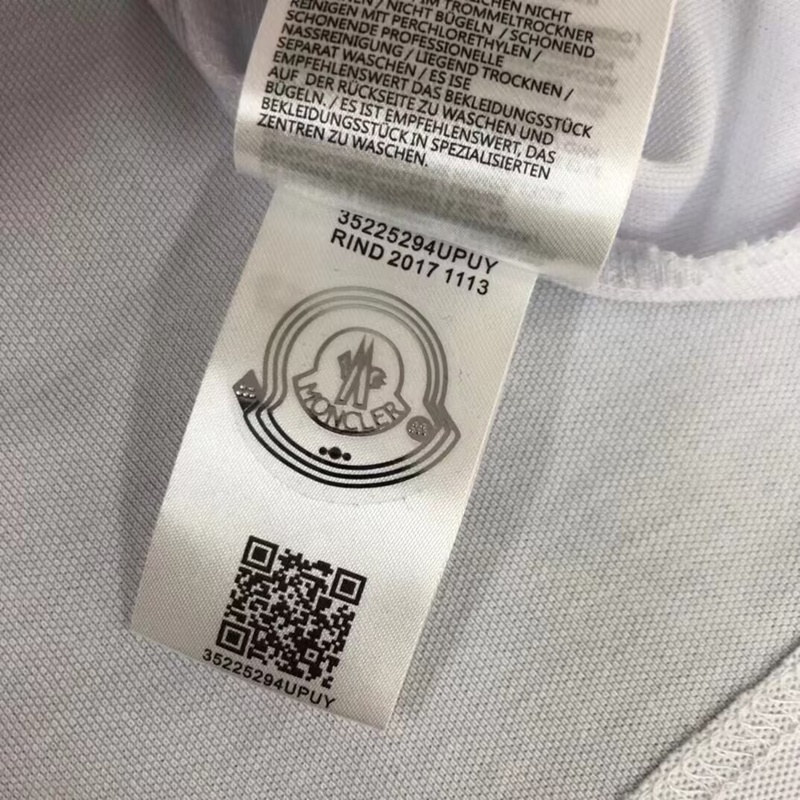 NICHT
IM TROMMELTROCKNER
/ NICHT BÜGELN / SCHONEND
REINIGEN MIT PERCHLORETHYLEN /
SCHONENDE PROFESSIONELLE
NASSREINIGUNG / LIEGEND TROCKNEN /
SEPARAT WASCHEN / ES ISE
EMPFEHLENSWERT DAS BEKLEIDUNGSSTÜCK
AUF DER RÜCKSEITE ZU WASCHEN UND
BÜGELN. / ES IST EMPFEHLENSWERT, DAS
BEKLEIDUNGSSTÜCK IN SPEZIALISIERTEN
ZENTREN ZU WASCHEN.
35225294UPUY
RIND 2017 1113
MONCLER
35225294UPUY